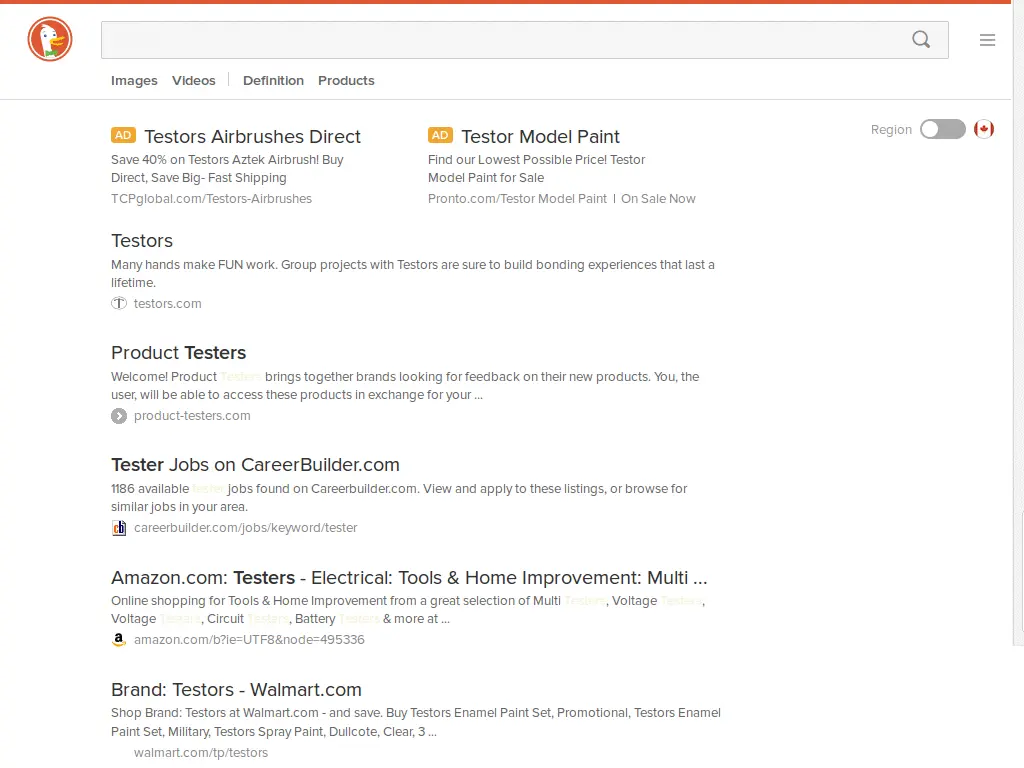 Images Videos Definition Products
AD Testors Airbrushes Direct
Save 40% on Testors Aztek Airbrush! Buy
Direct, Save Big- Fast Shipping
TCPglobal.com/Testors-Airbrushes
AD Testor Model Paint
Find our Lowest Possible Price! Testor
Model Paint for Sale
Pronto.com/Testor Model Paint | On Sale Now
Region
Testors
Many hands make FUN work. Group projects with Testors are sure to build bonding experiences that last a
lifetime.
testors.com
Product Testers
Welcome! Product Testers brings together brands looking for feedback on their new products. You, the
user, will be able to access these products in exchange for your ...
product-testers.com
Tester Jobs on CareerBuilder.com
1186 available tester jobs found on Careerbuilder.com. View and apply to these listings, or browse for
similar jobs in your area.
cb careerbuilder.com/jobs/keyword/tester
Amazon.com: Testers - Electrical: Tools & Home Improvement: Multi ...
Online shopping for Tools & Home Improvement from a great selection of Multi Testers, Voltage Testers,
Voltage Testers, Circuit Testers, Battery Testers & more at ...
a amazon.com/b?ie=UTF8&node=495336
Brand: Testors - Walmart.com
Shop Brand: Testors at Walmart.com - and save. Buy Testors Enamel Paint Set, Promotional, Testors Enamel
Paint Set, Military, Testors Spray Paint, Dullcote, Clear, 3 ...
walmart.com/tp/testors